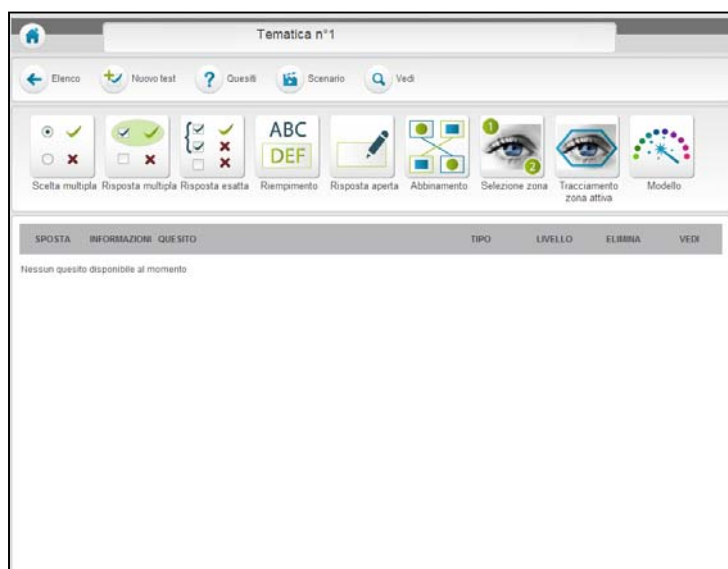 Tematica n°1
Elenco Nuovo test ? Quesiti Scenario Vedi
ABC
DEF
1
2
Scelta multipla Risposta multipla Risposta esatta Riempimento Risposta aperta Abbinamento Selezione zona Tracciamento zona attiva Modello
SPOSTA INFORMAZIONI QUESITO TIPO LIVELLO ELIMINA VEDI
Nessun quesito disponibile al momento